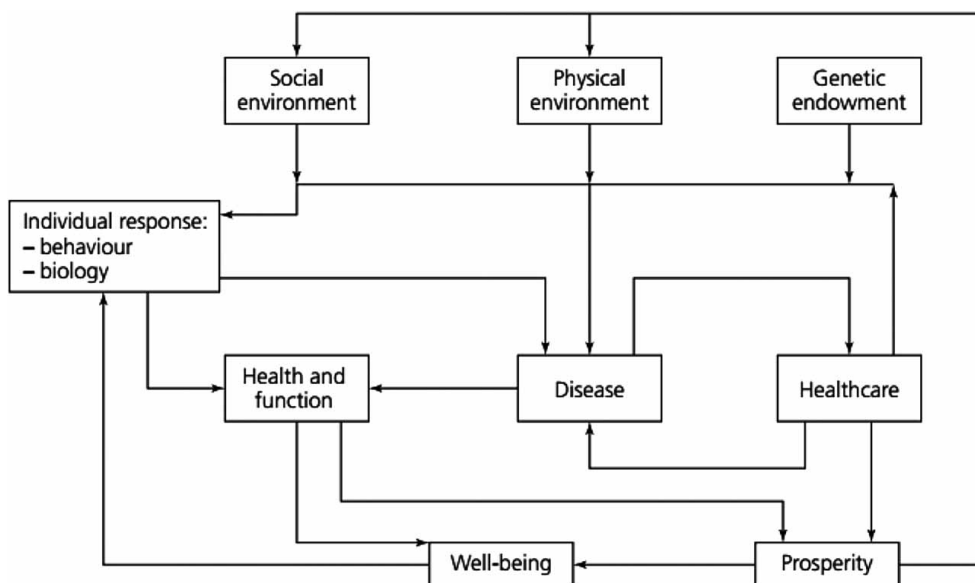 Social
environment
Physical
environment
Genetic
endowment
Individual response:
– behaviour
– biology
Health and
function
Disease
Healthcare
Well-being
Prosperity